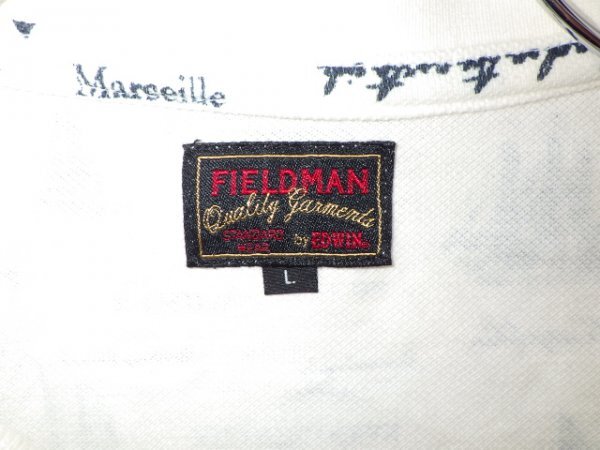 Marseille
FIELDMAN
Quality Garments
STANDARD
WEAR
by EDWIN
L